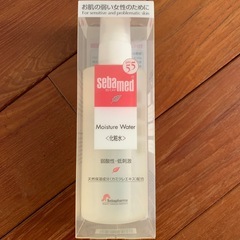 お肌の弱い女性のために
For sensitive and problematic skin
sebamed
5.5
Moisture Water
<化粧水>
弱酸性・低刺激